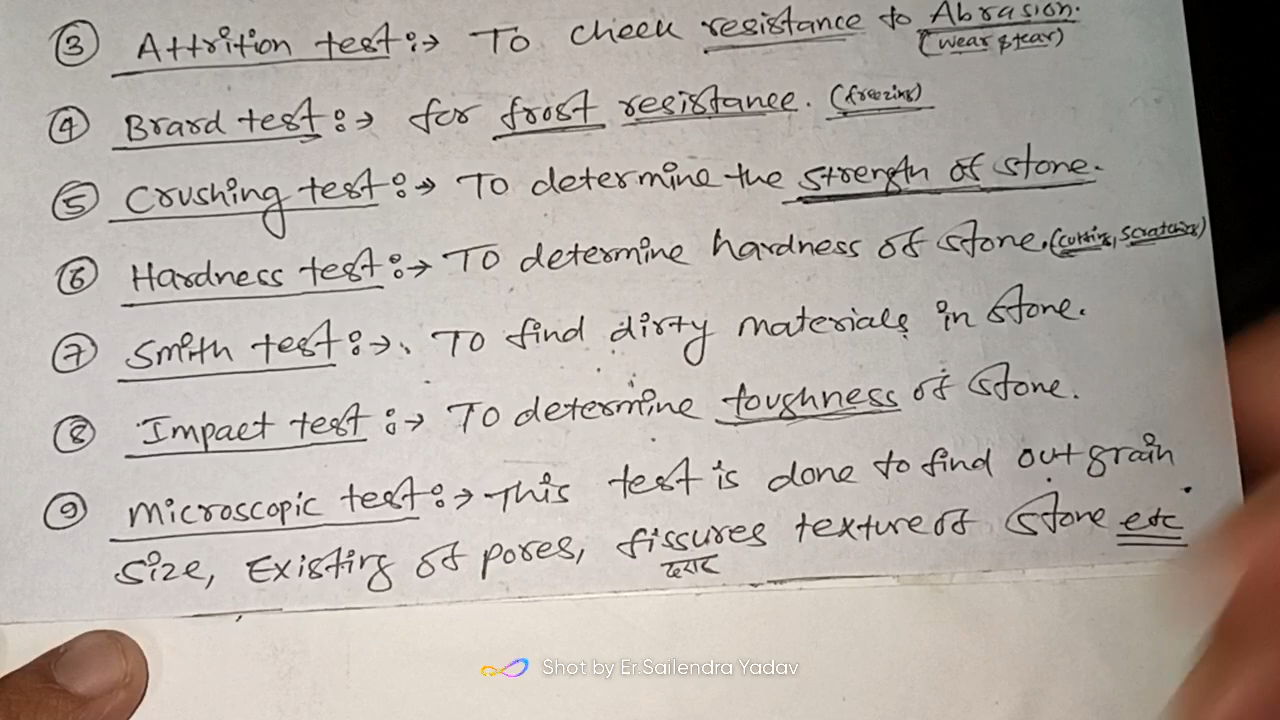 ③ Attrition test :→ To check resistance to Abrasion.
(wear & tear)
④ Brard test :→ for frost resistance. (freezing)
⑤ Crushing test :→ To determine the strength of stone.
⑥ Hardness test :→ To determine hardness of stone. (cutting, scratching)
⑦ Smith test :→ To find dirty materials in stone.
⑧ Impact test :→ To determine toughness of stone.
⑨ Microscopic test :→ This test is done to find out grain
size, Existing of pores, fissures texture of stone etc
दरार
Shot by Er.Sailendra Yadav